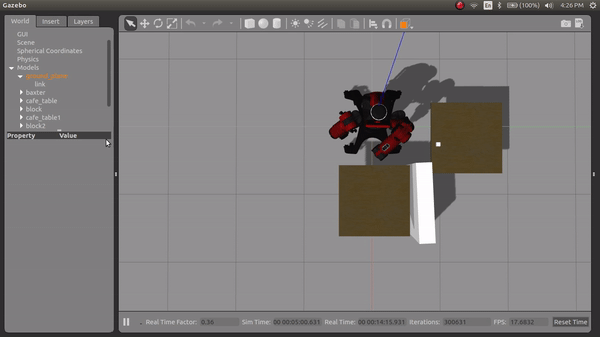 Gazebo
En
(100%)
4:26 PM
World Insert Layers
GUI
Scene
Spherical Coordinates
Physics
Models
ground_plane
link
baxter
cafe_table
block
cafe_table1
block2
Property Value
Real Time Factor: 0.36 Sim Time: 00 00:05:00.631 Real Time: 00 00:14:15.931 Iterations: 300631 FPS: 17.6832 Reset Time